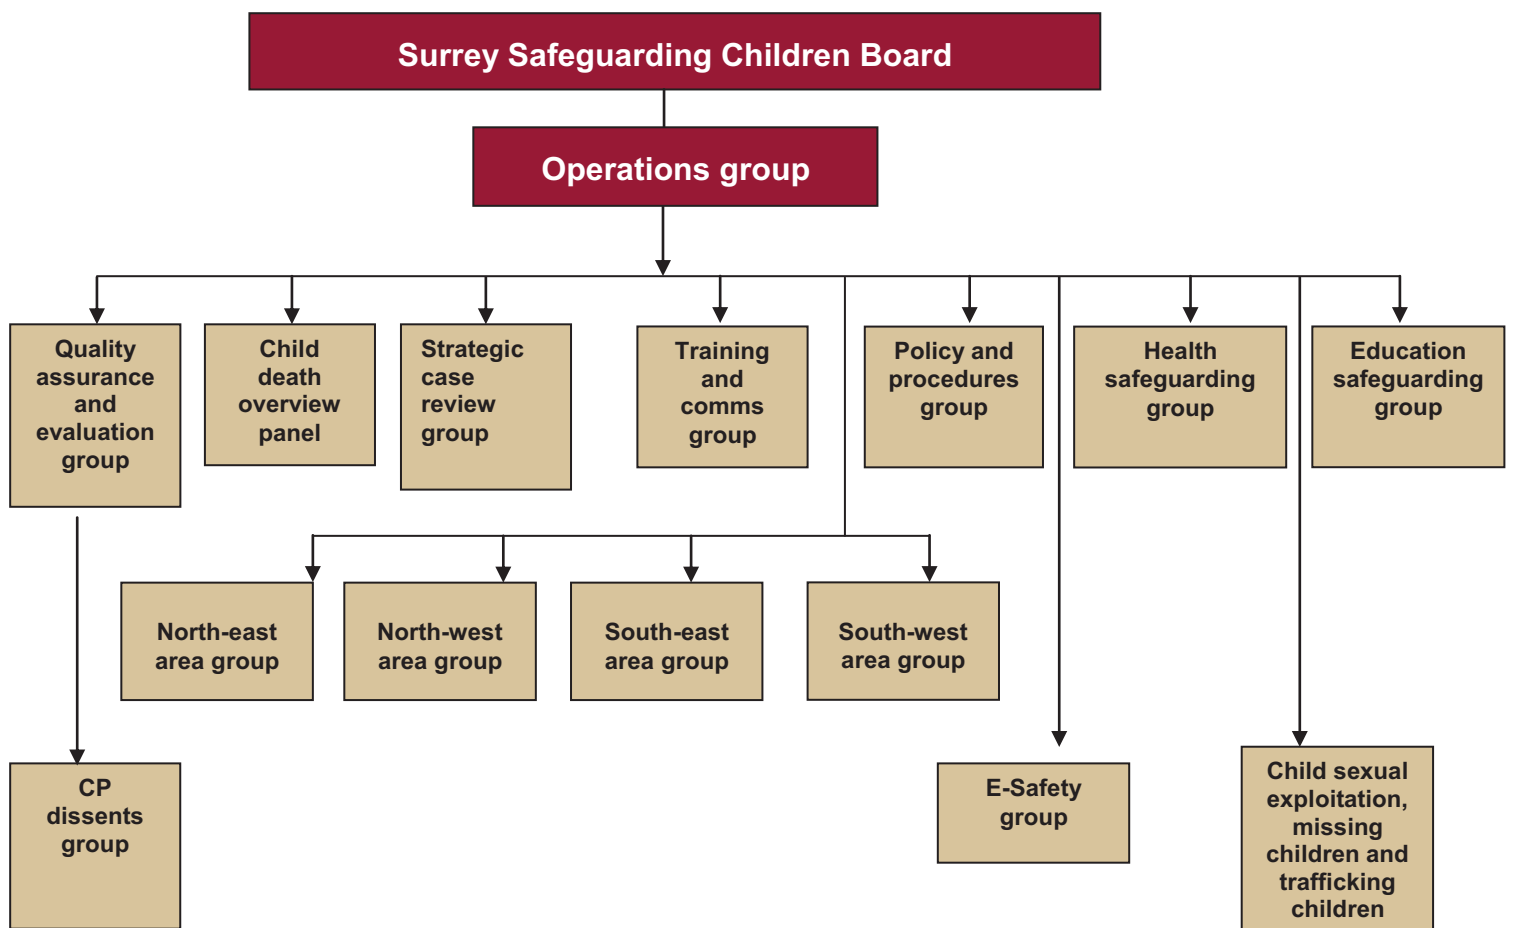 Surrey Safeguarding Children Board
Operations group
Quality
assurance
and
evaluation
group
Child
death
overview
panel
Strategic
case
review
group
Training
and
comms
group
Policy and
procedures
group
Health
safeguarding
group
Education
safeguarding
group
North-east
area group
North-west
area group
South-east
area group
South-west
area group
CP
dissents
group
E-Safety
group
Child sexual
exploitation,
missing
children and
trafficking
children